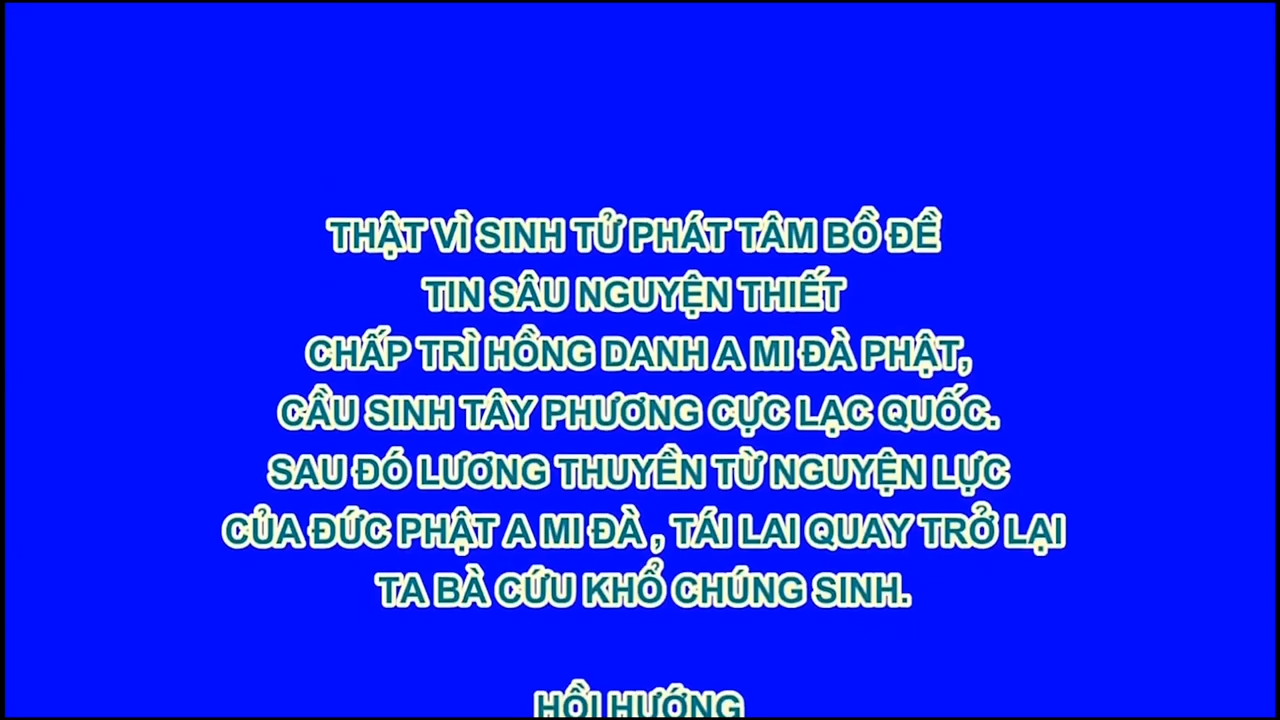 THẬT VÌ SINH TỬ PHÁT TÂM BỒ ĐỀ
TIN SÂU NGUYỆN THIẾT
CHẤP TRÌ HỒNG DANH A MI ĐÀ PHẬT,
CẦU SINH TÂY PHƯƠNG CỰC LẠC QUỐC.
SAU ĐÓ LƯƠNG THUYỀN TỪ NGUYỆN LỰC
CỦA ĐỨC PHẬT A MI ĐÀ , TÁI LAI QUAY TRỞ LẠI
TA BÀ CỨU KHỔ CHÚNG SINH.
HỒI HƯỚNG